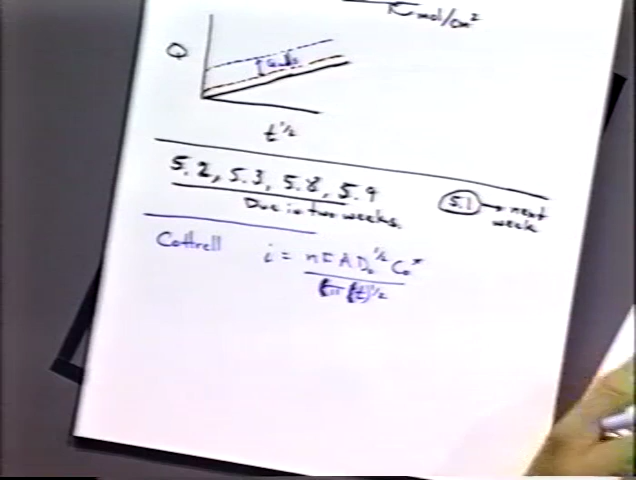 mol/cm²
Q
t^1/2
5.2, 5.3, 5.8, 5.9
Due in two weeks.
5.1 → next week
Cottrell i = nFAD₀^1/2 C₀*
(πt)^1/2